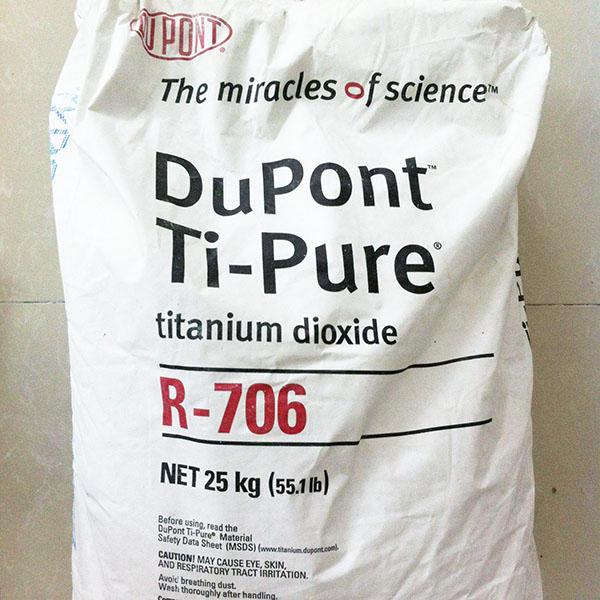 DU PONT
The miracles of science™
DuPont™
Ti-Pure®
titanium dioxide
R-706
NET 25 kg (55.1 lb)
Before using, read the
DuPont Ti-Pure® Material
Safety Data Sheet (MSDS) (www.titanium.dupont.com).
CAUTION! MAY CAUSE EYE, SKIN,
AND RESPIRATORY TRACT IRRITATION.
Avoid breathing dust.
Wash thoroughly after handling.